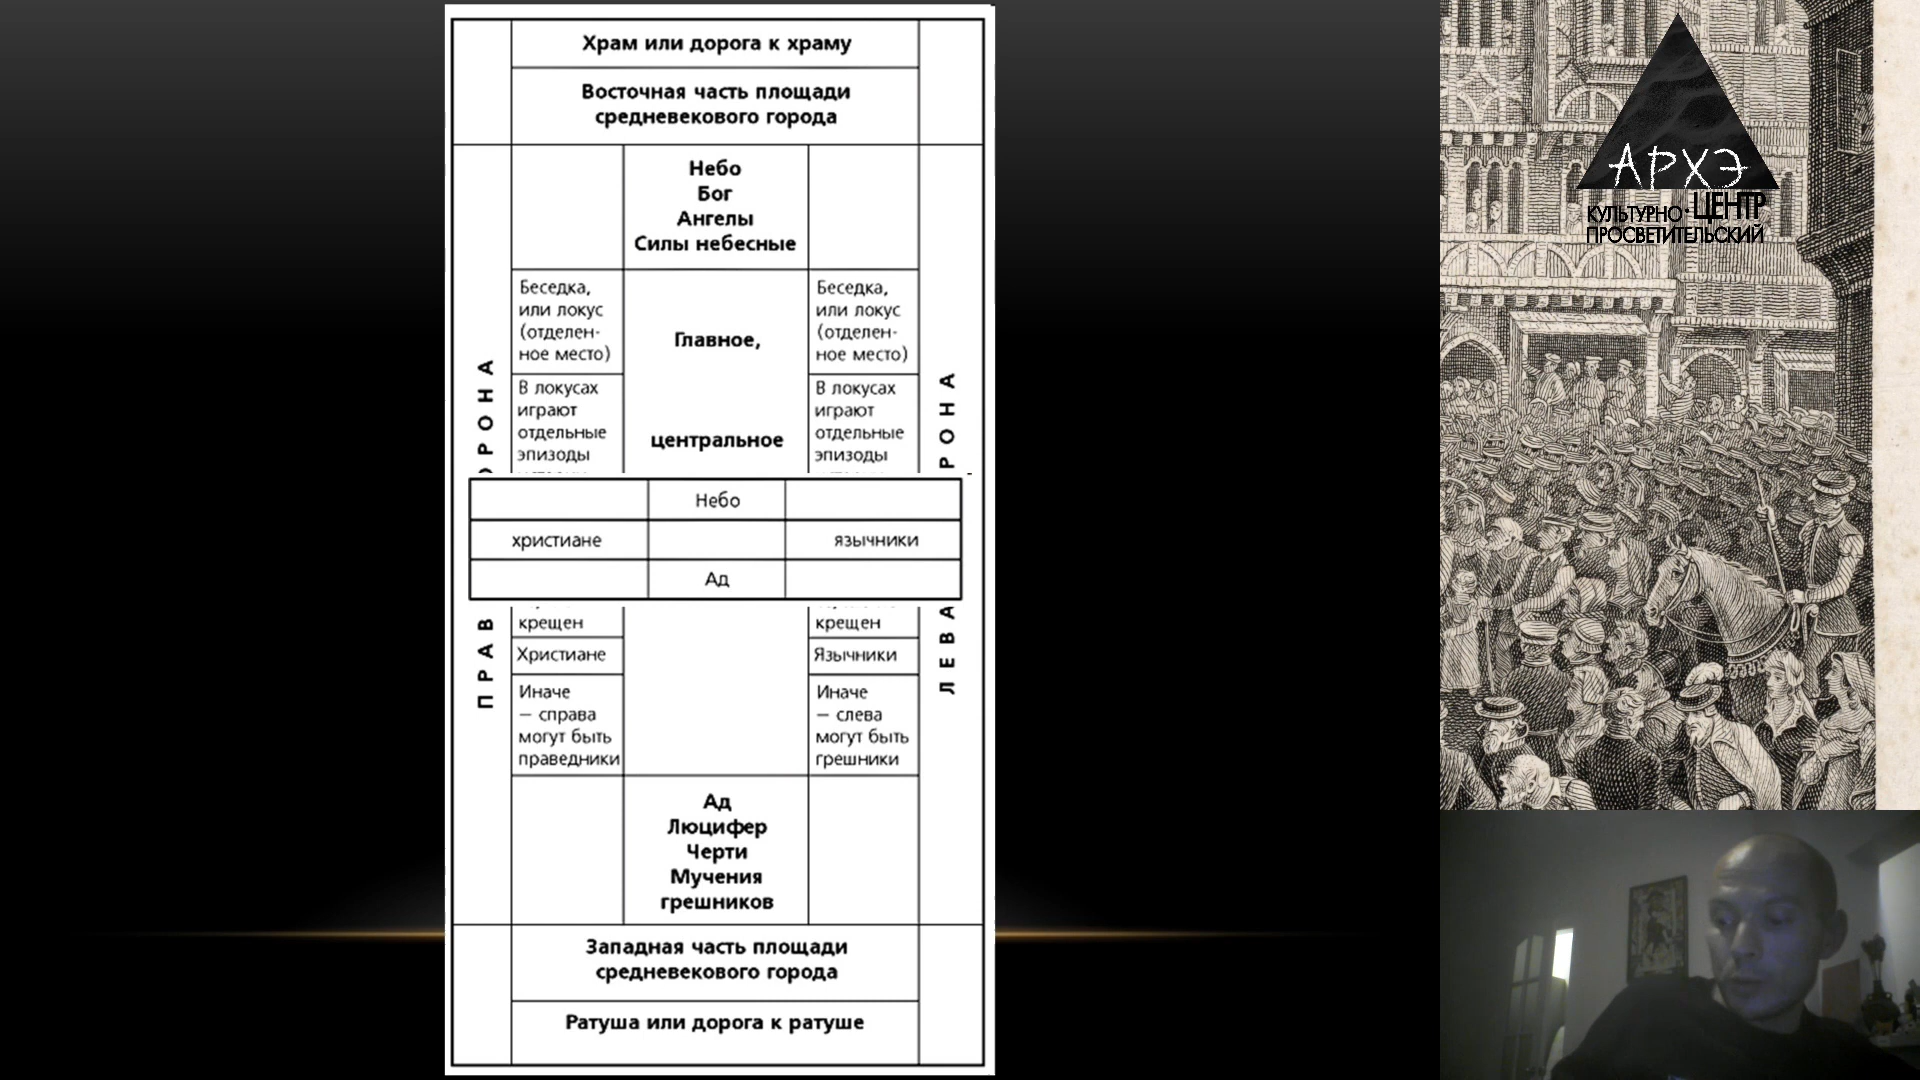 Храм или дорога к храму
Восточная часть площади
средневекового города
Небо
Бог
Ангелы
Силы небесные
Беседка,
или локус
(отделен-
ное место)
Главное,
Беседка,
или локус
(отделен-
ное место)
В локусах
играют
отдельные
эпизоды
центральное
В локусах
играют
отдельные
эпизоды
Небо
христиане
язычники
Ад
крещен
крещен
Христиане
Язычники
Иначе
– справа
могут быть
праведники
Иначе
– слева
могут быть
грешники
Ад
Люцифер
Черти
Мучения
грешников
Западная часть площади
средневекового города
Ратуша или дорога к ратуше
ПРАВ
ОРОНА
ЛЕВА
РОНА
АРХЭ
КУЛЬТУРНО-ЦЕНТР
ПРОСВЕТИТЕЛЬСКИЙ